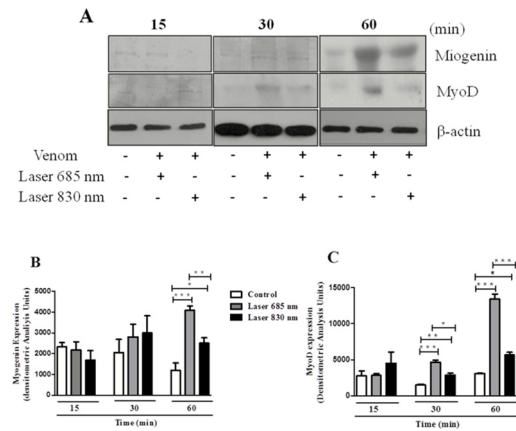 A
15 30 60 (min)
Miogenin
MyoD
β-actin
Venom - + + - + + - + +
Laser 685 nm - + - + - +
Laser 830 nm - + - + - +
B
Myogenin Expression
(densitometric Analiyis Units)
5000
4000
3000
2000
1000
0
* *
*
* * *
Control
Laser 685 nm
Laser 830 nm
15 30 60
Time (min)
C
MyoD expression
(Densitometric Analysis Units)
15000
10000
5000
0
*
* *
* * *
* * *
*
* * *
15 30 60
Time (min)